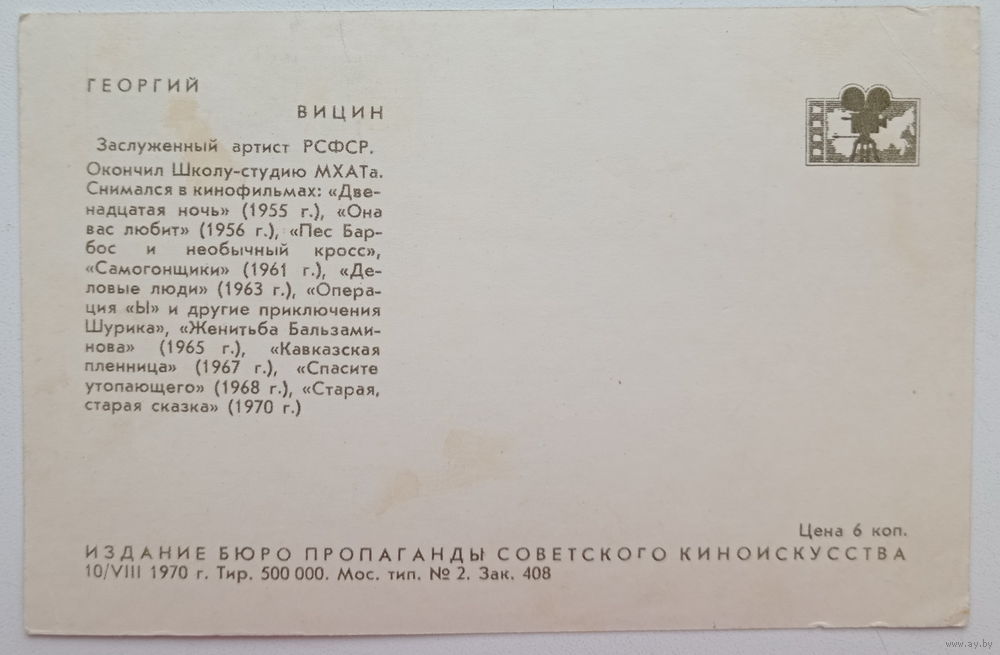 ГЕОРГИЙ
ВИЦИН
Заслуженный артист РСФСР.
Окончил Школу-студию МХАТа.
Снимался в кинофильмах: «Две-
надцатая ночь» (1955 г.), «Она
вас любит» (1956 г.), «Пес Бар-
бос и необычный кросс»,
«Самогонщики» (1961 г.), «Де-
ловые люди» (1963 г.), «Опера-
ция «Ы» и другие приключения
Шурика», «Женитьба Бальзами-
нова» (1965 г.), «Кавказская
пленница» (1967 г.), «Спасите
утопающего» (1968 г.), «Старая,
старая сказка» (1970 г.)
Цена 6 коп.
ИЗДАНИЕ БЮРО ПРОПАГАНДЫ СОВЕТСКОГО КИНОИСКУССТВА
10/VIII 1970 г. Тир. 500 000. Мос. тип. № 2. Зак. 408
www.ay.by